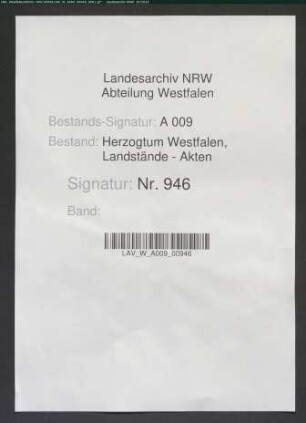 Landesarchiv NRW
Abteilung Westfalen
Bestands-Signatur: A 009
Bestand: Herzogtum Westfalen,
Landstände - Akten
Signatur: Nr. 946
Band:
LAV_W_A009_00946